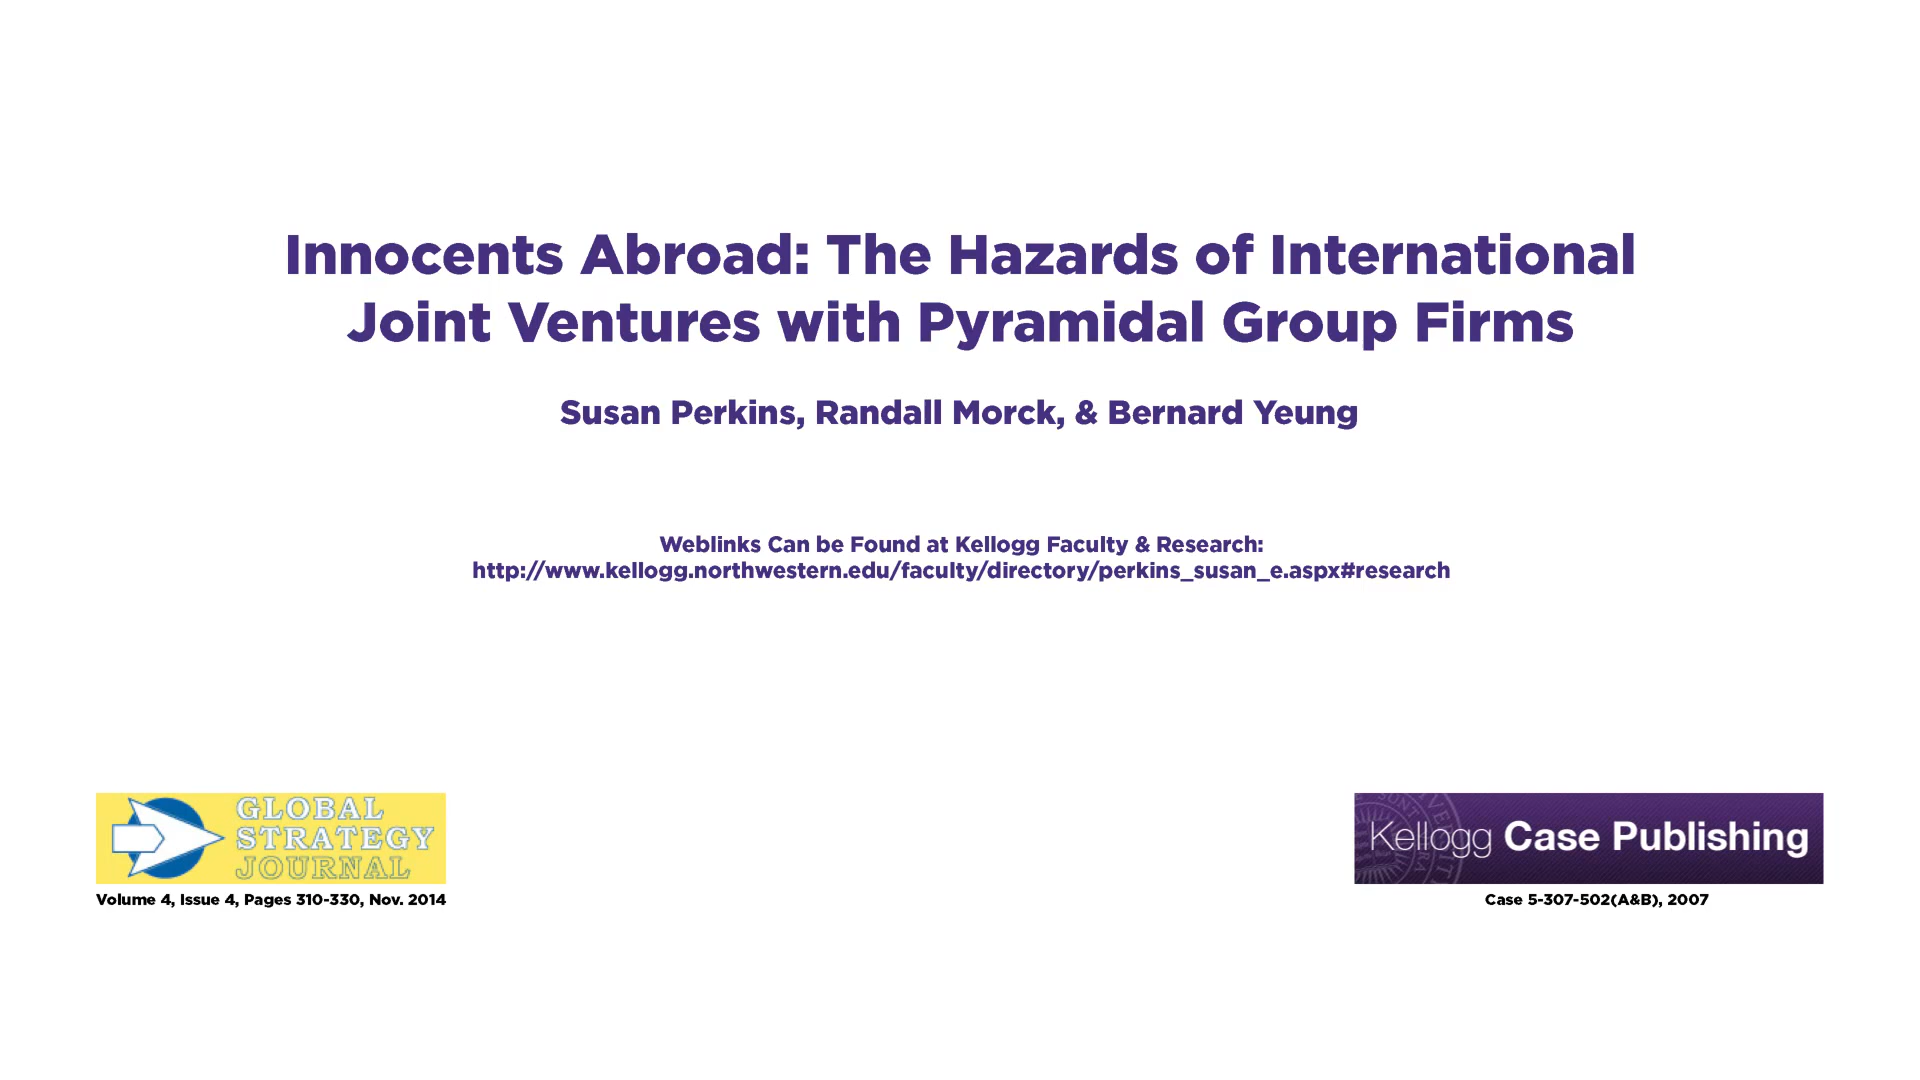 Innocents Abroad: The Hazards of International
Joint Ventures with Pyramidal Group Firms
Susan Perkins, Randall Morck, & Bernard Yeung
Weblinks Can be Found at Kellogg Faculty & Research:
http://www.kellogg.northwestern.edu/faculty/directory/perkins_susan_e.aspx#research
GLOBAL
STRATEGY
JOURNAL
Volume 4, Issue 4, Pages 310-330, Nov. 2014
Kellogg Case Publishing
Case 5-307-502(A&B), 2007